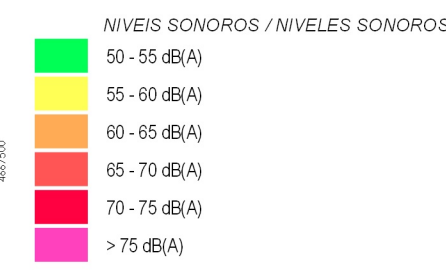 NIVEIS SONOROS / NIVELES SONOROS
50 - 55 dB(A)
55 - 60 dB(A)
60 - 65 dB(A)
65 - 70 dB(A)
70 - 75 dB(A)
> 75 dB(A)